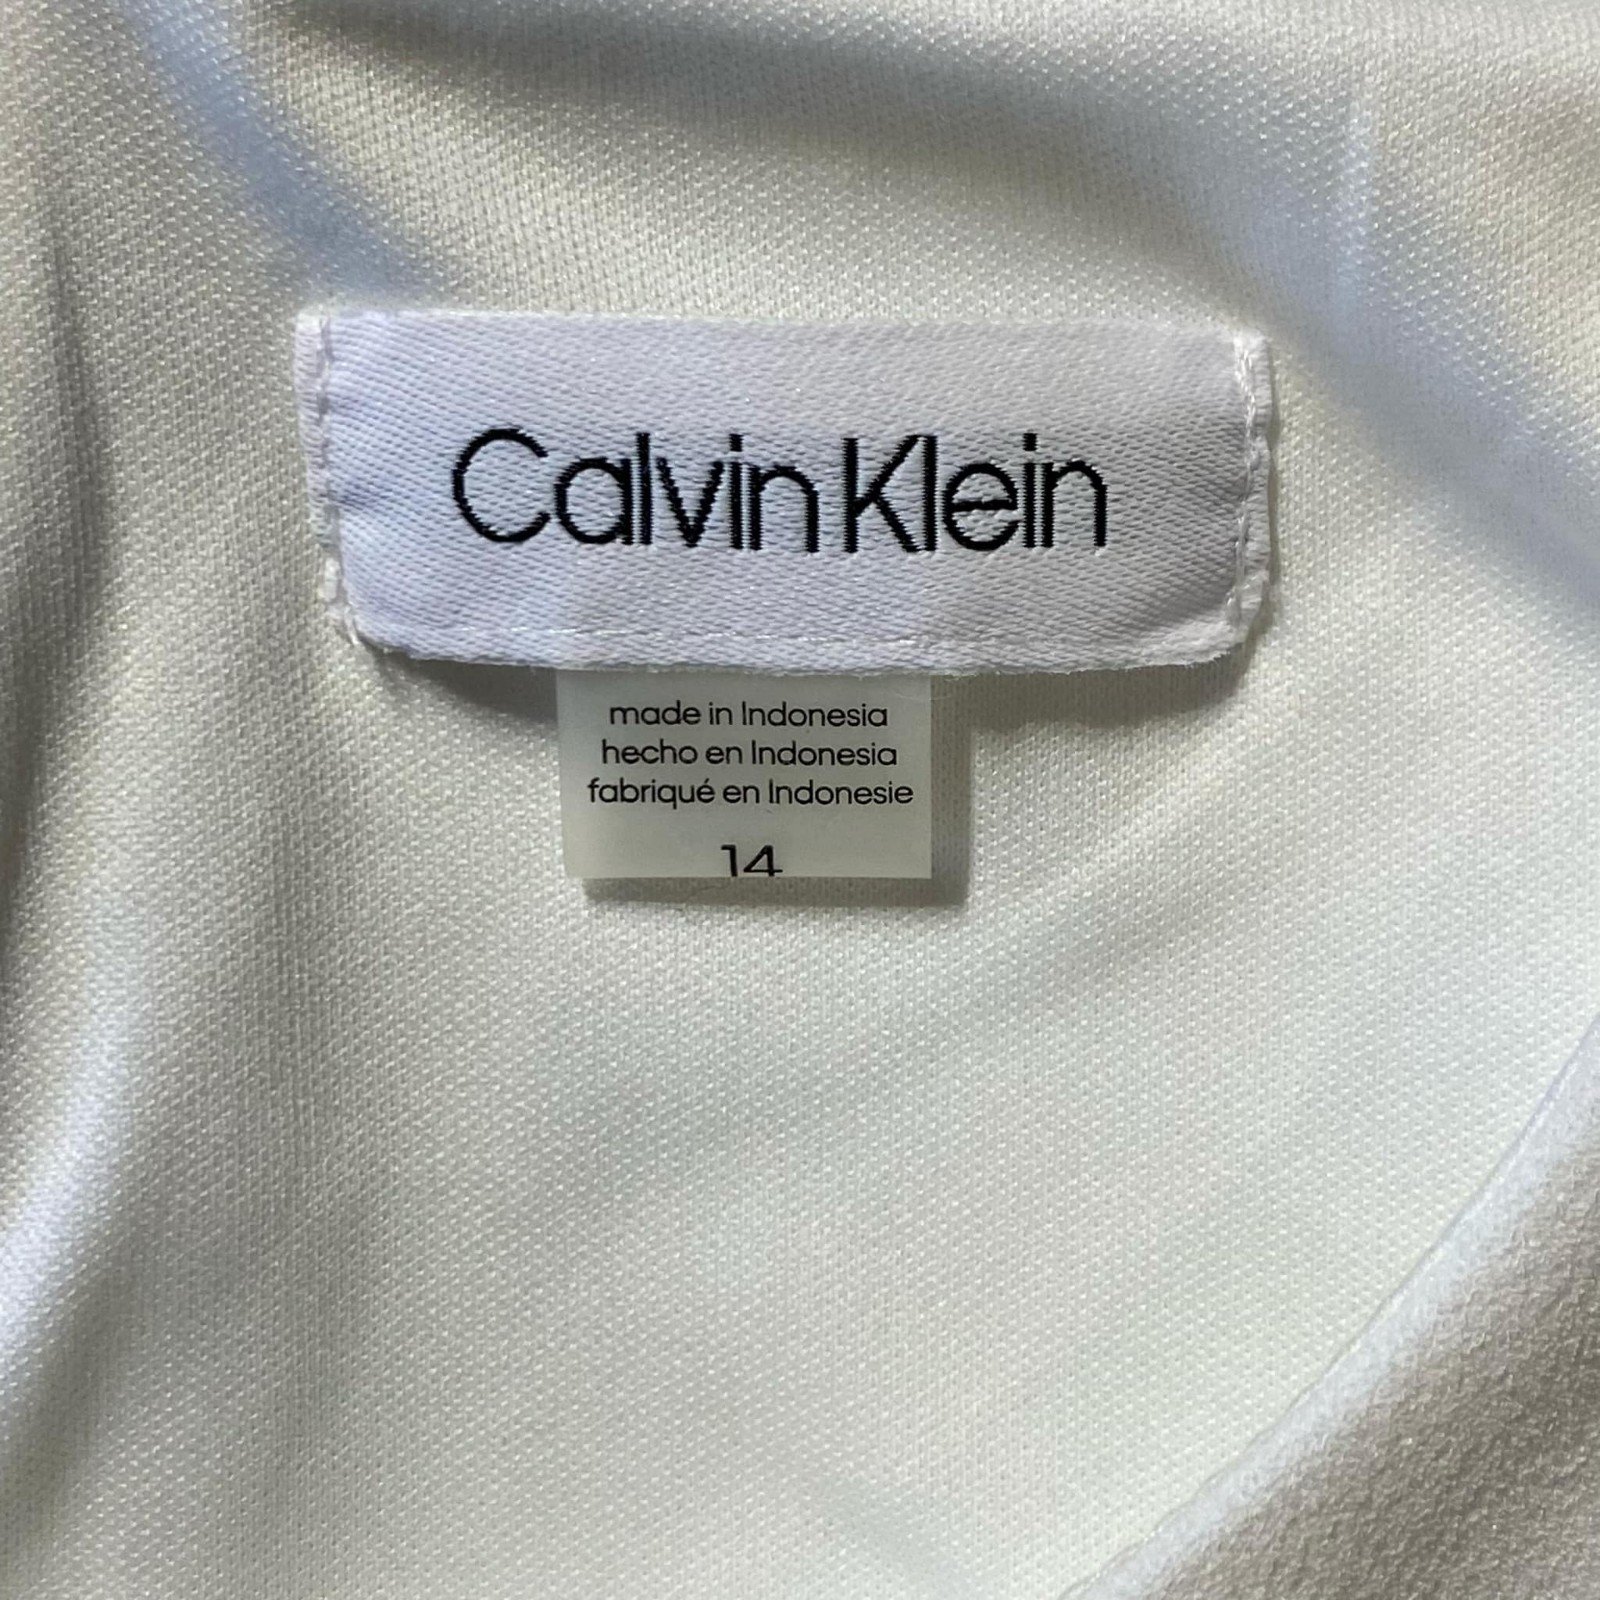 Calvin Klein
made in Indonesia
hecho en Indonesia
fabriqué en Indonesie
14